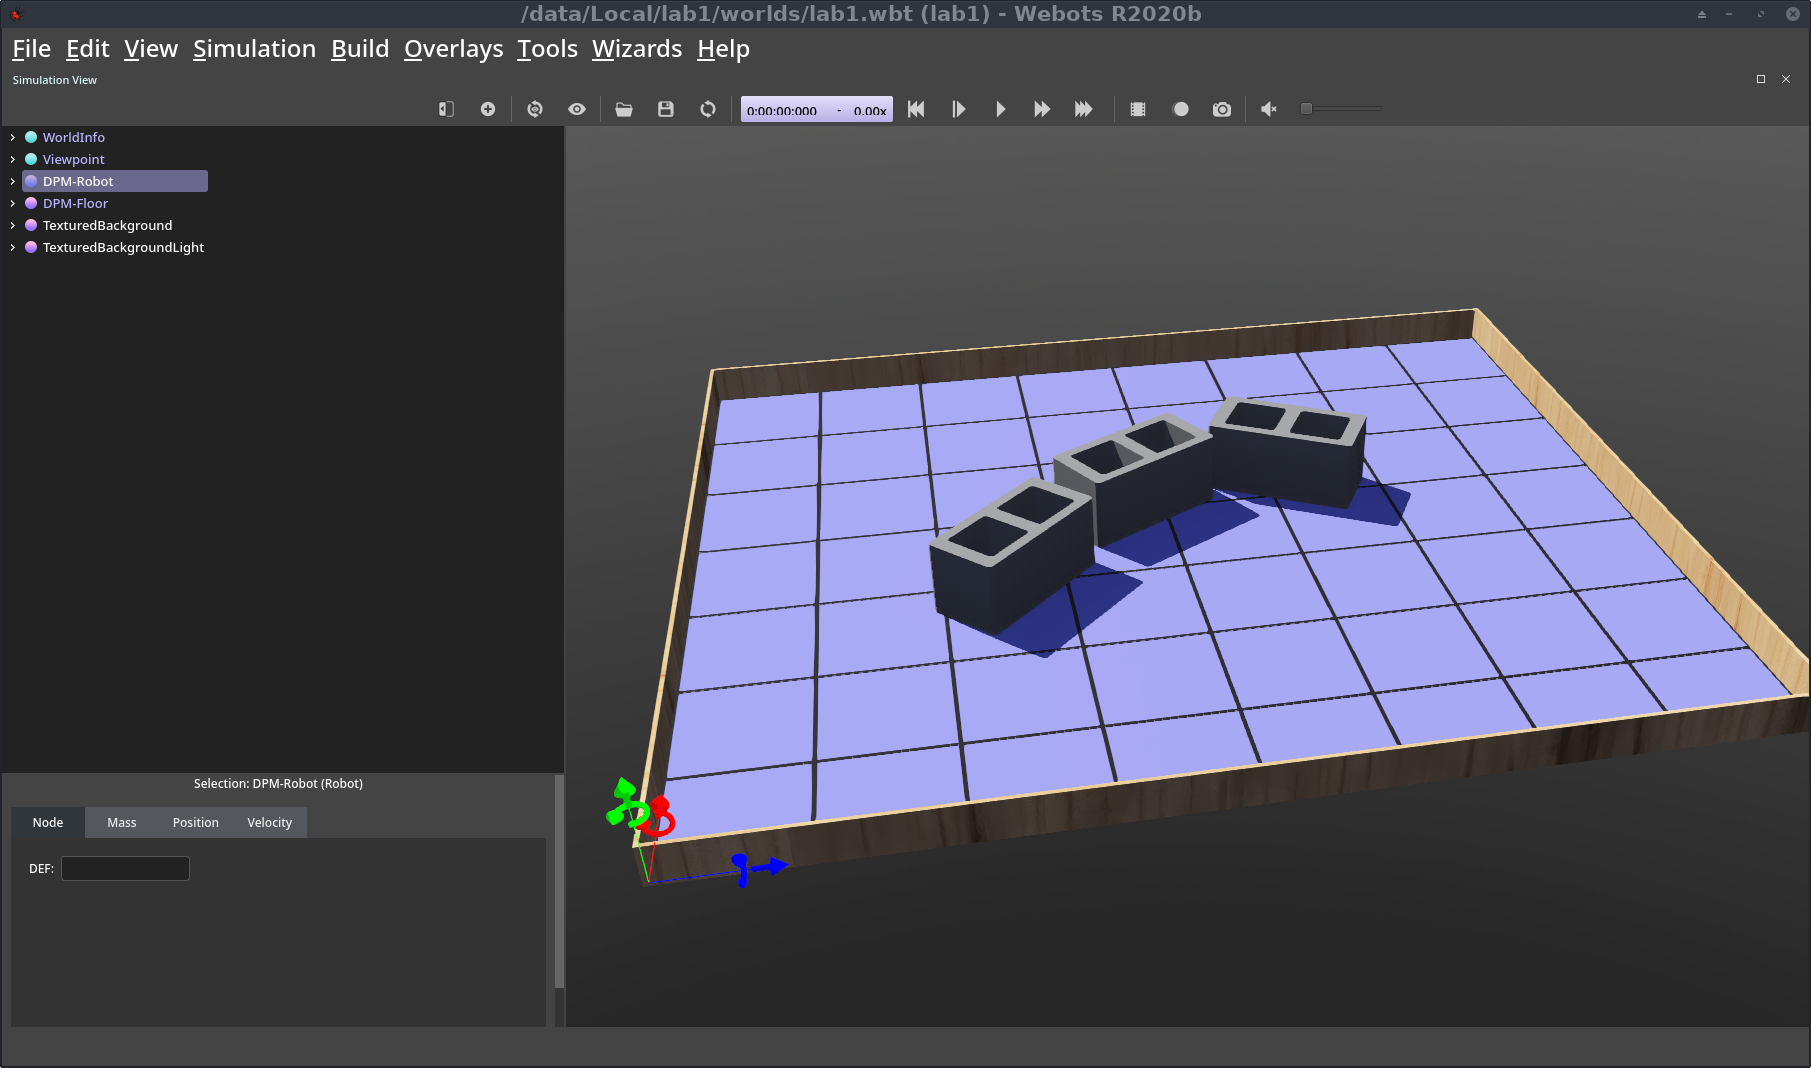 /data/Local/lab1/worlds/lab1.wbt (lab1) - Webots R2020b
File Edit View Simulation Build Overlays Tools Wizards Help
Simulation View
0:00:00:000 - 0.00x
WorldInfo
Viewpoint
DPM-Robot
DPM-Floor
TexturedBackground
TexturedBackgroundLight
Selection: DPM-Robot (Robot)
Node Mass Position Velocity
DEF: